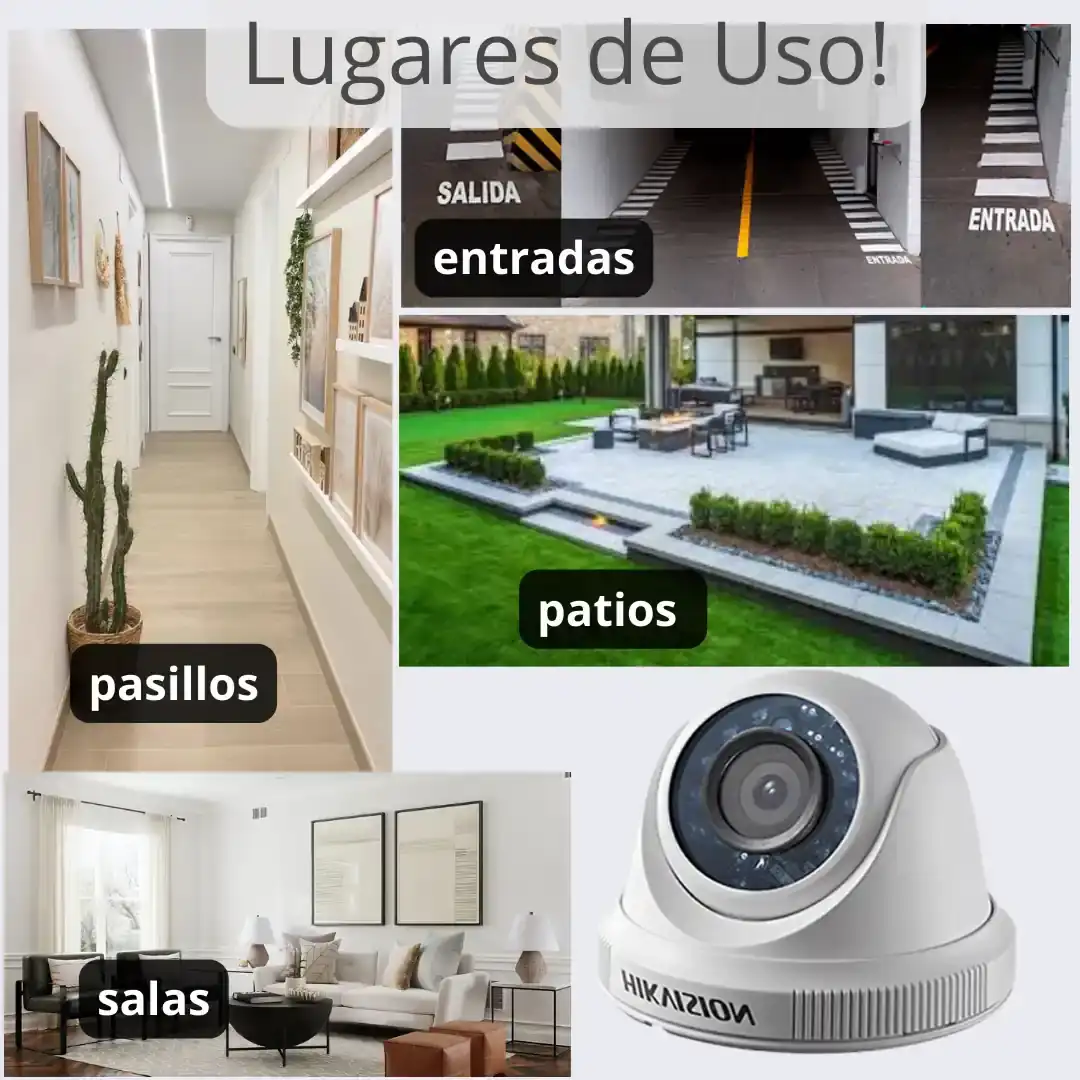 Lugares de Uso!
SALIDA
ENTRADA
ENTRADA
entradas
patios
pasillos
salas
HIKVISION